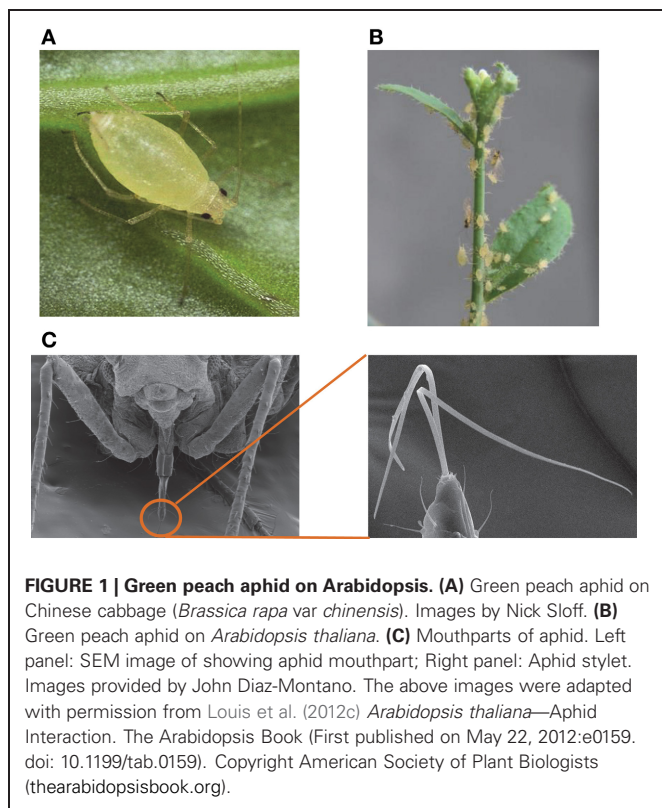 A
B
C
FIGURE 1 | Green peach aphid on Arabidopsis. (A) Green peach aphid on
Chinese cabbage (Brassica rapa var chinensis). Images by Nick Sloff. (B)
Green peach aphid on Arabidopsis thaliana. (C) Mouthparts of aphid. Left
panel: SEM image of showing aphid mouthpart; Right panel: Aphid stylet.
Images provided by John Diaz-Montano. The above images were adapted
with permission from Louis et al. (2012c) Arabidopsis thaliana—Aphid
Interaction. The Arabidopsis Book (First published on May 22, 2012:e0159.
doi: 10.1199/tab.0159). Copyright American Society of Plant Biologists
(thearabidopsisbook.org).